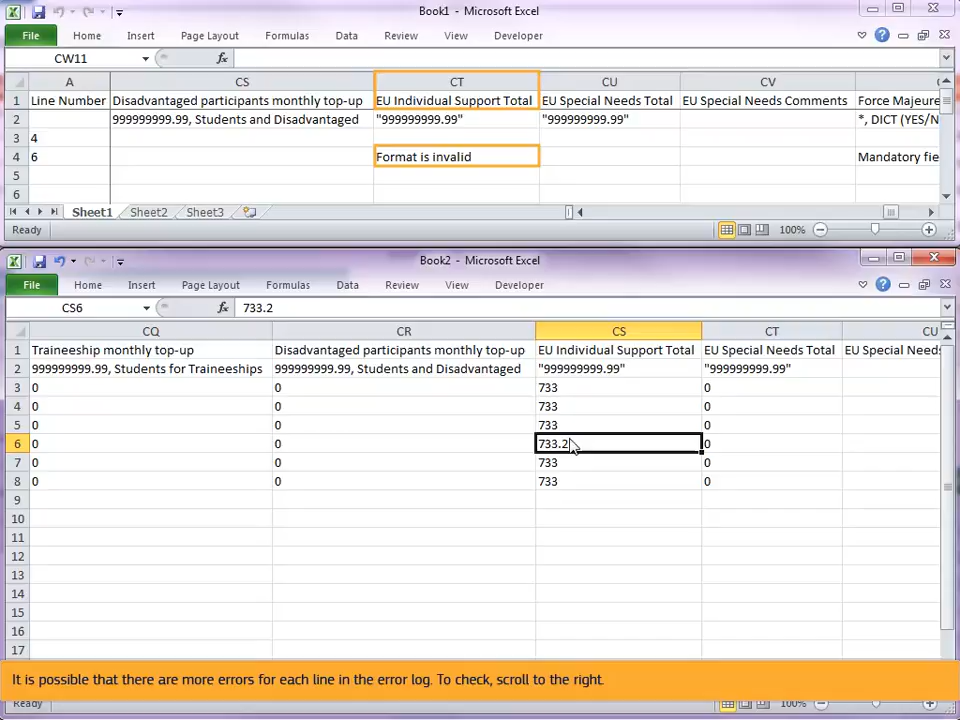 Book1 - Microsoft Excel
File Home Insert Page Layout Formulas Data Review View Developer
CW11 fx
A CS CT CU CV
1 Line Number Disadvantaged participants monthly top-up EU Individual Support Total EU Special Needs Total EU Special Needs Comments Force Majeure
2 999999999.99, Students and Disadvantaged "999999999.99" "999999999.99" *, DICT (YES/N
3 4
4 6 Format is invalid Mandatory fie
5
6
Sheet1 Sheet2 Sheet3
Ready 100%
Book2 - Microsoft Excel
File Home Insert Page Layout Formulas Data Review View Developer
CS6 fx 733.2
CQ CR CS CT CU
1 Traineeship monthly top-up Disadvantaged participants monthly top-up EU Individual Support Total EU Special Needs Total EU Special Needs
2 999999999.99, Students for Traineeships 999999999.99, Students and Disadvantaged "999999999.99" "999999999.99"
3 0 0 733 0
4 0 0 733 0
5 0 0 733 0
6 0 0 733.2 0
7 0 0 733 0
8 0 0 733 0
9
10
11
12
13
14
15
16
17
It is possible that there are more errors for each line in the error log. To check, scroll to the right.
Ready 100%